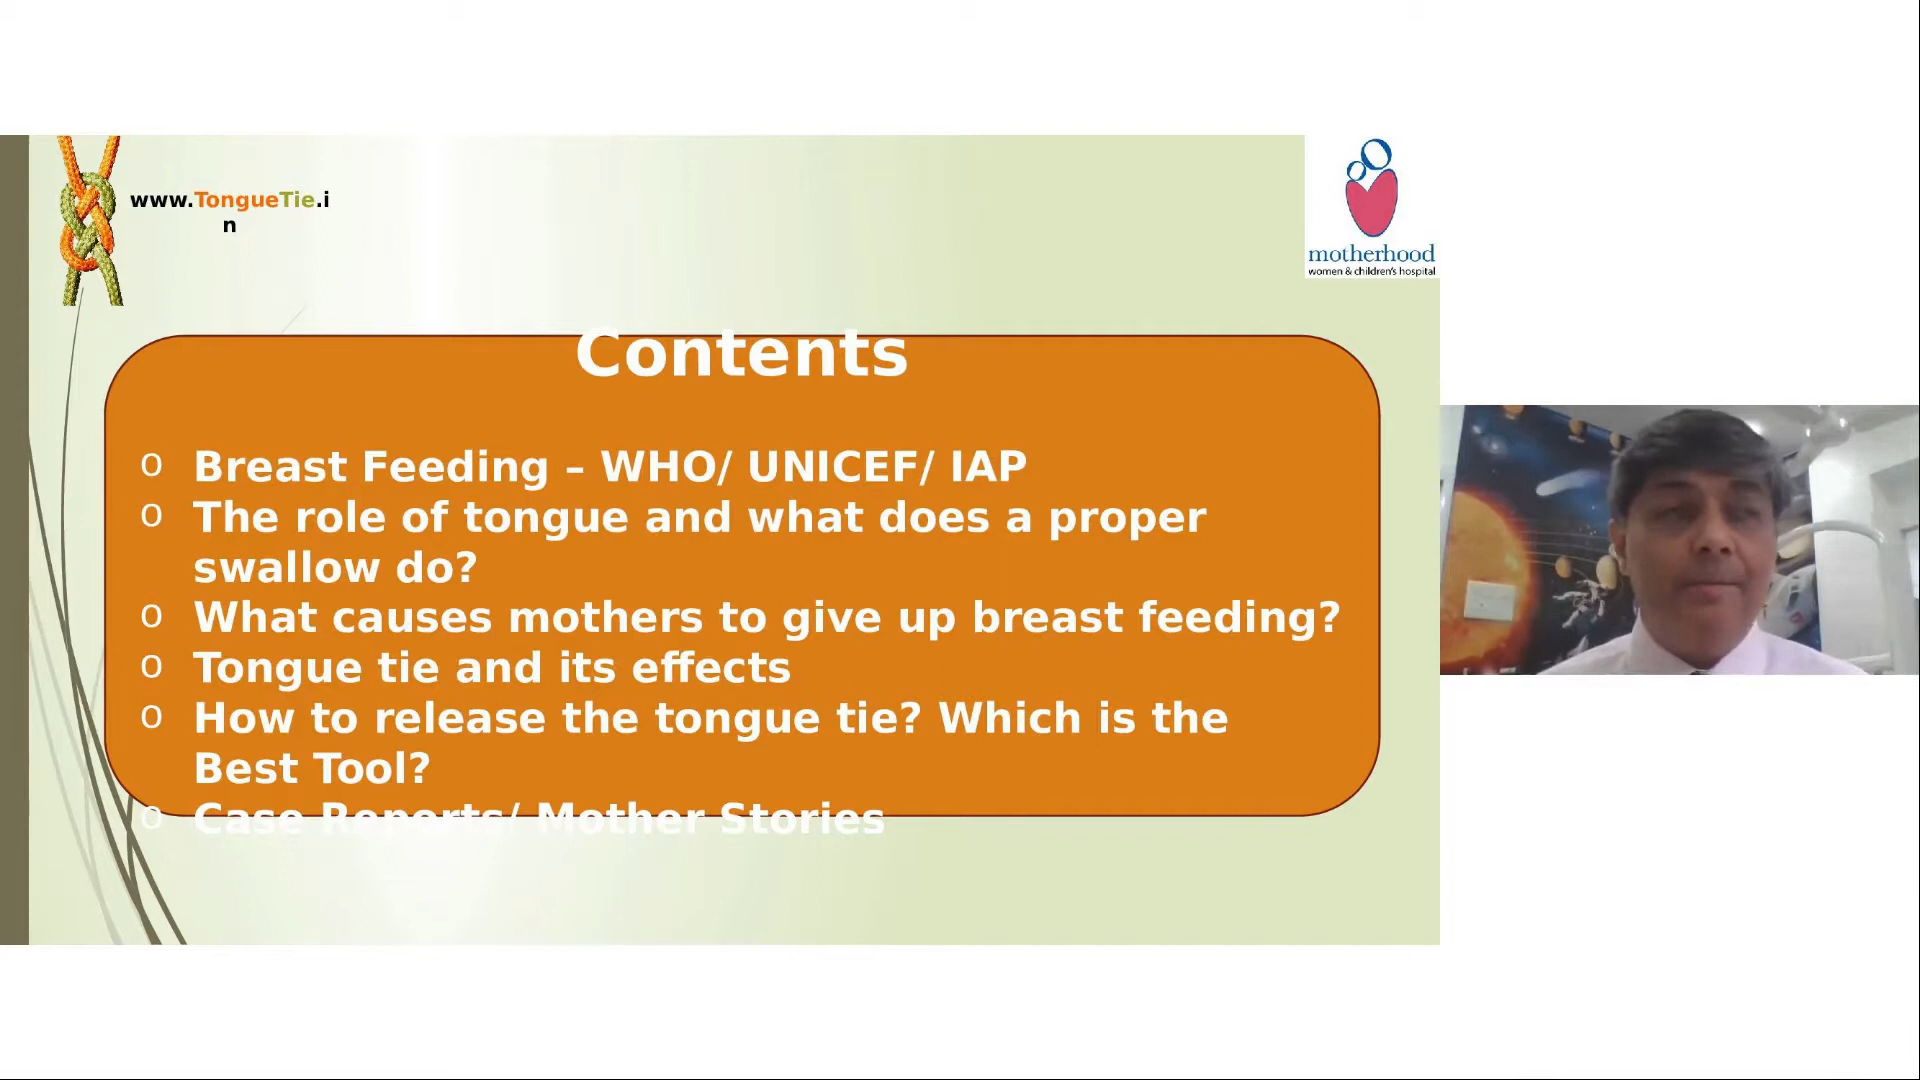 www.TongueTie.i
n
motherhood
women & children's hospital
Contents
o Breast Feeding – WHO/ UNICEF/ IAP
o The role of tongue and what does a proper
swallow do?
o What causes mothers to give up breast feeding?
o Tongue tie and its effects
o How to release the tongue tie? Which is the
Best Tool?
o Case Reports/ Mother Stories